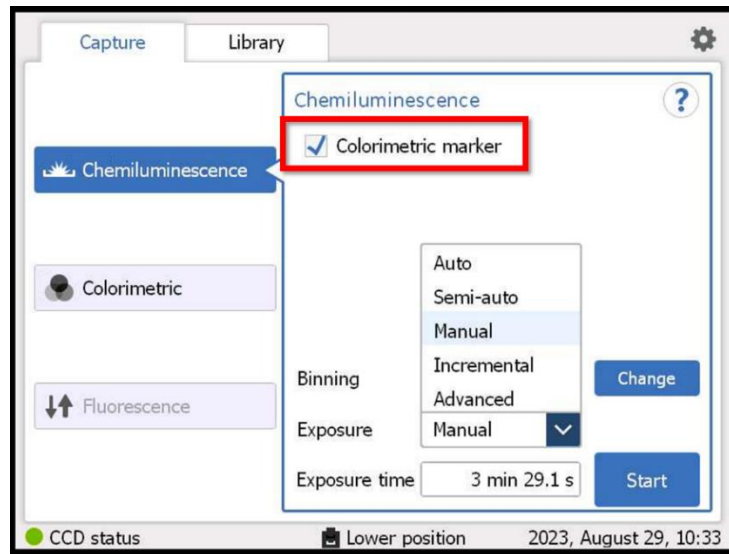 Capture
Library
Chemiluminescence
?
Colorimetric marker
Chemiluminescence
Colorimetric
Fluorescence
Auto
Semi-auto
Manual
Incremental
Advanced
Binning
Change
Exposure
Manual
Exposure time
3 min 29.1 s
Start
CCD status
Lower position
2023, August 29, 10:33